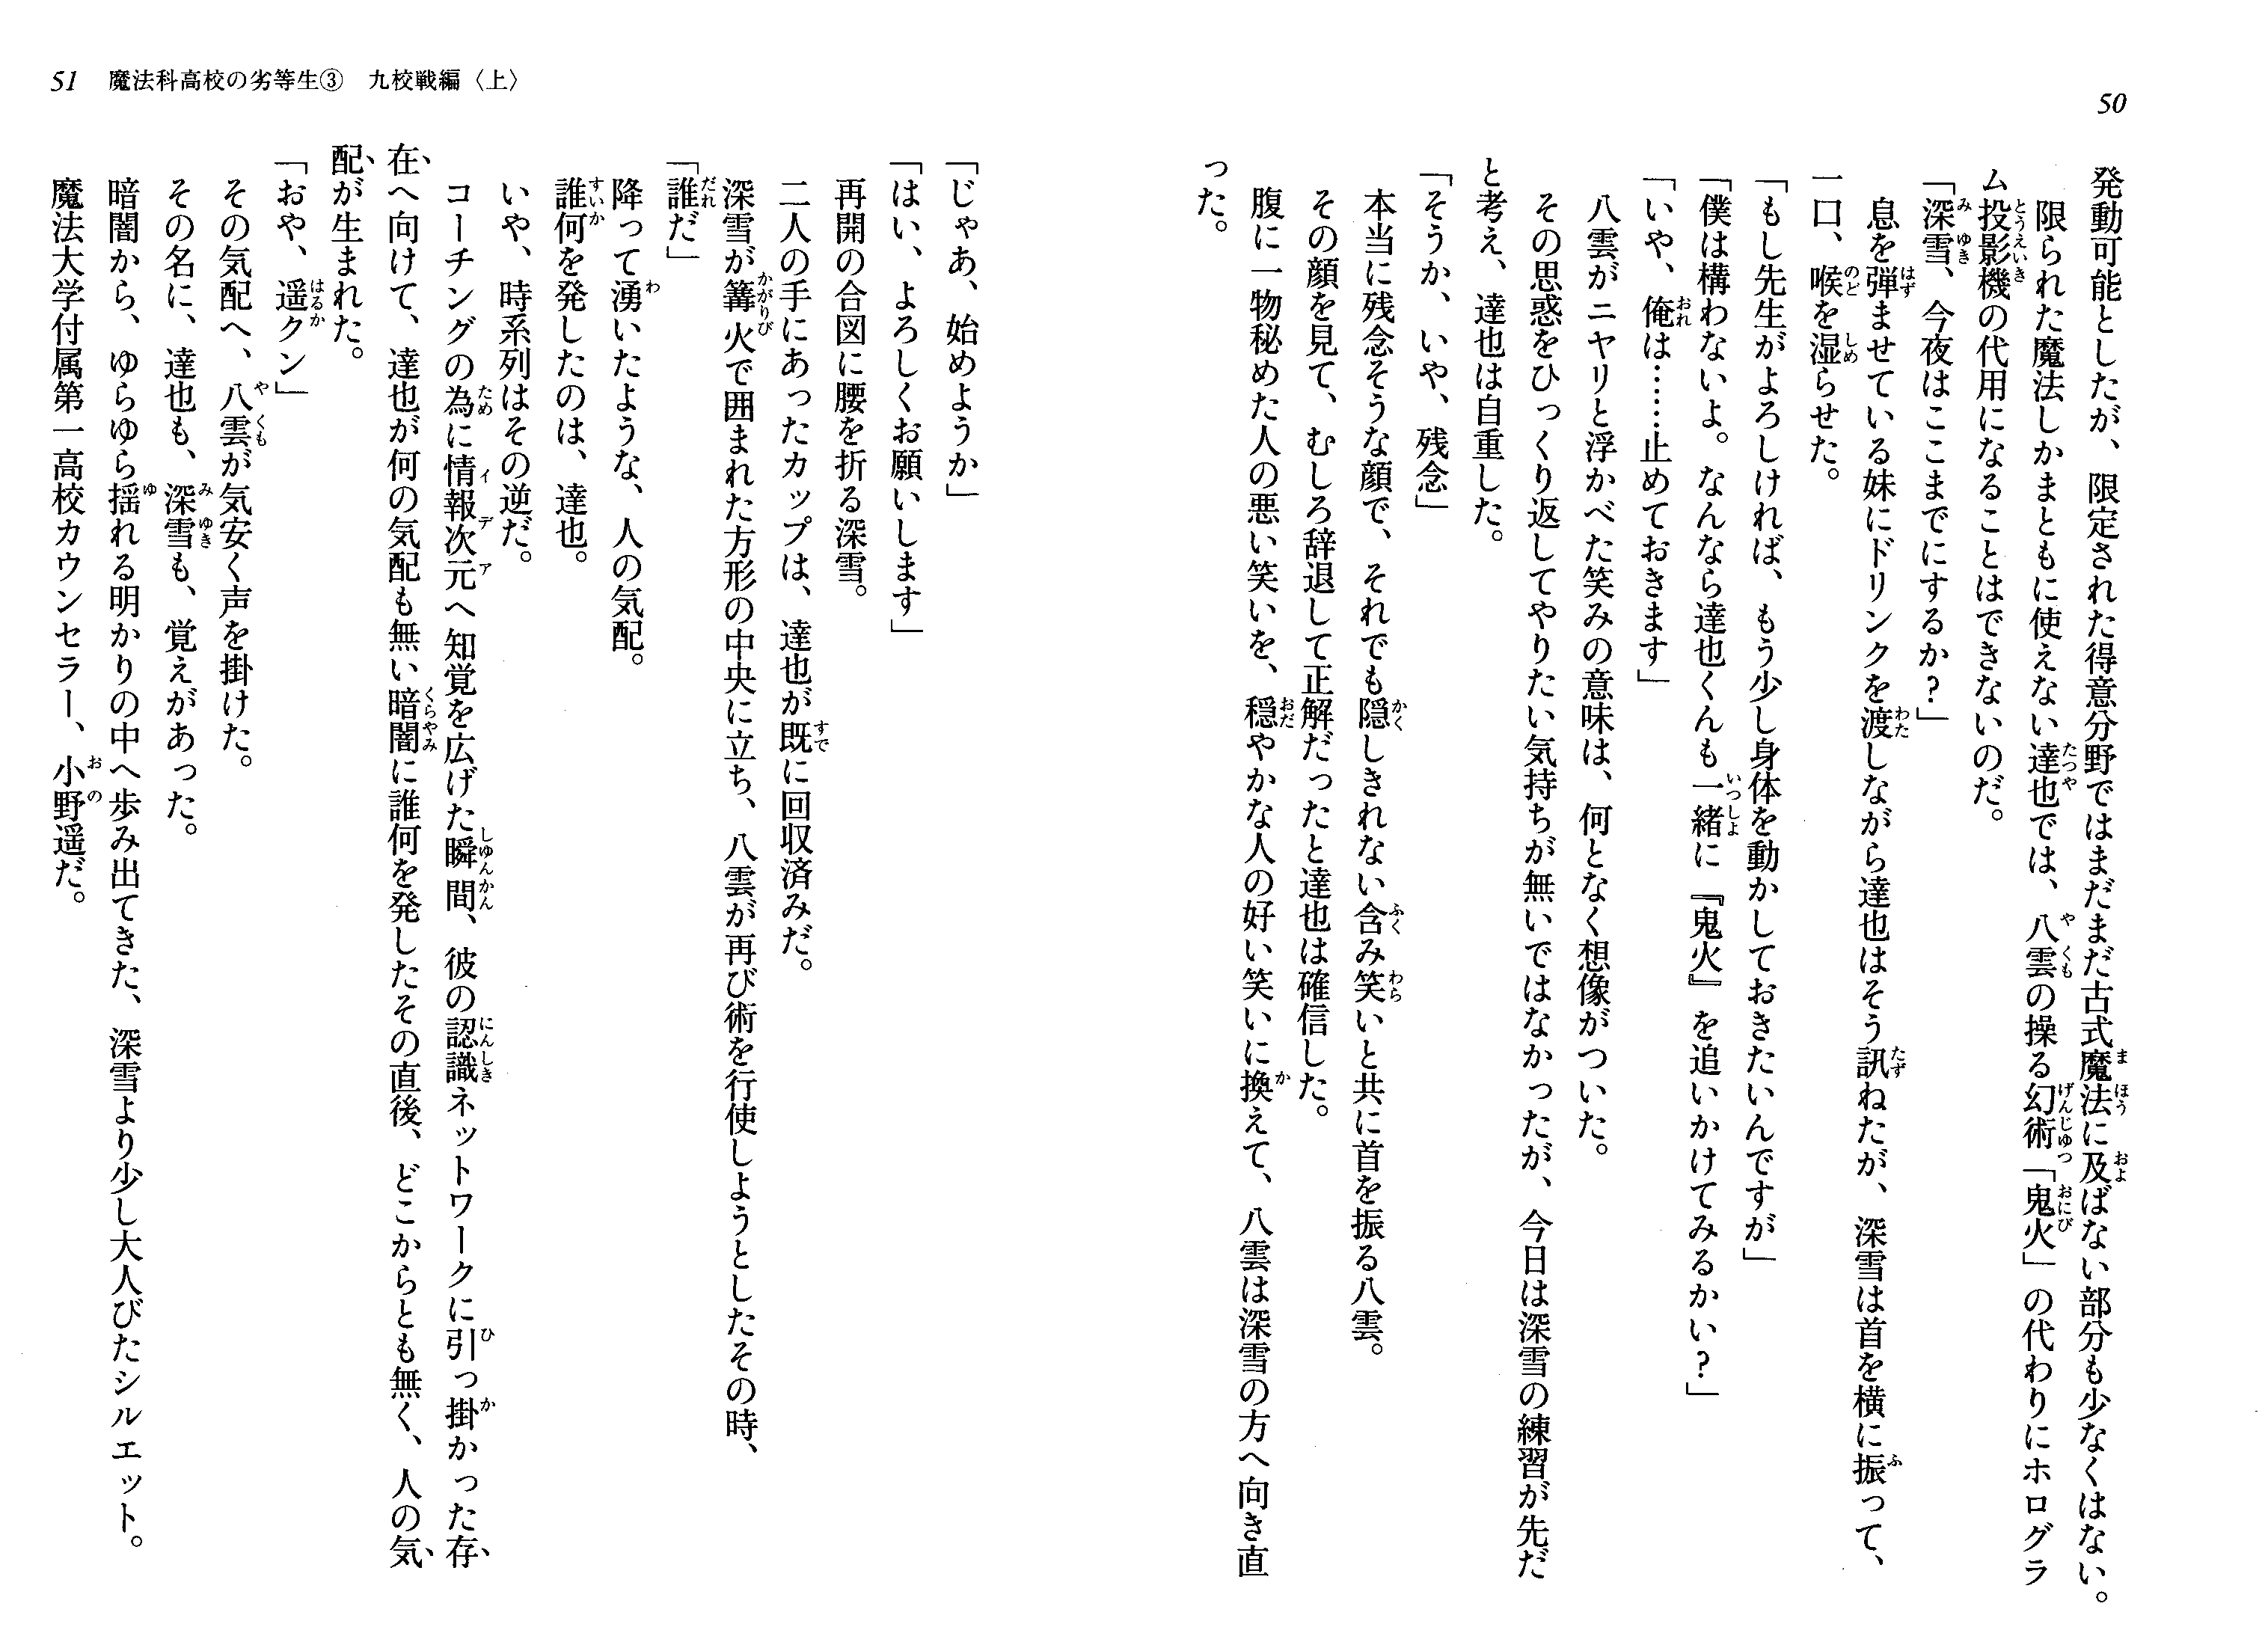 50
発動可能としたが、限定された得意分野ではまだまだ古式魔法に及ばない部分も少なくはない。
限られた魔法しかまともに使えない達也では、八雲の操る幻術「鬼火」の代わりにホログラ
ム投影機の代用になることはできないのだ。
「深雪、今夜はここまでにするか？」
息を弾ませている妹にドリンクを渡しながら達也はそう訊ねたが、深雪は首を横に振って、
一口、喉を湿らせた。
「もし先生がよろしければ、もう少し身体を動かしておきたいんですが」
「僕は構わないよ。なんなら達也くんも一緒に『鬼火』を追いかけてみるかい？」
「いや、俺は……止めておきます」
八雲がニヤリと浮かべた笑みの意味は、何となく想像がついた。
その思惑をひっくり返してやりたい気持ちが無いではなかったが、今日は深雪の練習が先だ
と考え、達也は自重した。
「そうか、いや、残念」
本当に残念そうな顔で、それでも隠しきれない含み笑いと共に首を振る八雲。
その顔を見て、むしろ辞退して正解だったと達也は確信した。
腹に一物秘めた人の悪い笑いを、穏やかな人の好い笑いに換えて、八雲は深雪の方へ向き直
った。
51　魔法科高校の劣等生③　九校戦編〈上〉
「じゃあ、始めようか」
「はい、よろしくお願いします」
再開の合図に腰を折る深雪。
二人の手にあったカップは、達也が既に回収済みだ。
深雪が篝火で囲まれた方形の中央に立ち、八雲が再び術を行使しようとしたその時、
「誰だ」
降って湧いたような、人の気配。
誰何を発したのは、達也。
いや、時系列はその逆だ。
コーチングの為に情報次元へ知覚を広げた瞬間、彼の認識ネットワークに引っ掛かった存
在へ向けて、達也が何の気配も無い暗闇に誰何を発したその直後、どこからとも無く、人の気
配が生まれた。
「おや、遥クン」
その気配へ、八雲が気安く声を掛けた。
その名に、達也も、深雪も、覚えがあった。
暗闇から、ゆらゆら揺れる明かりの中へ歩み出てきた、深雪より少し大人びたシルエット。
魔法大学付属第一高校カウンセラー、小野遥だ。